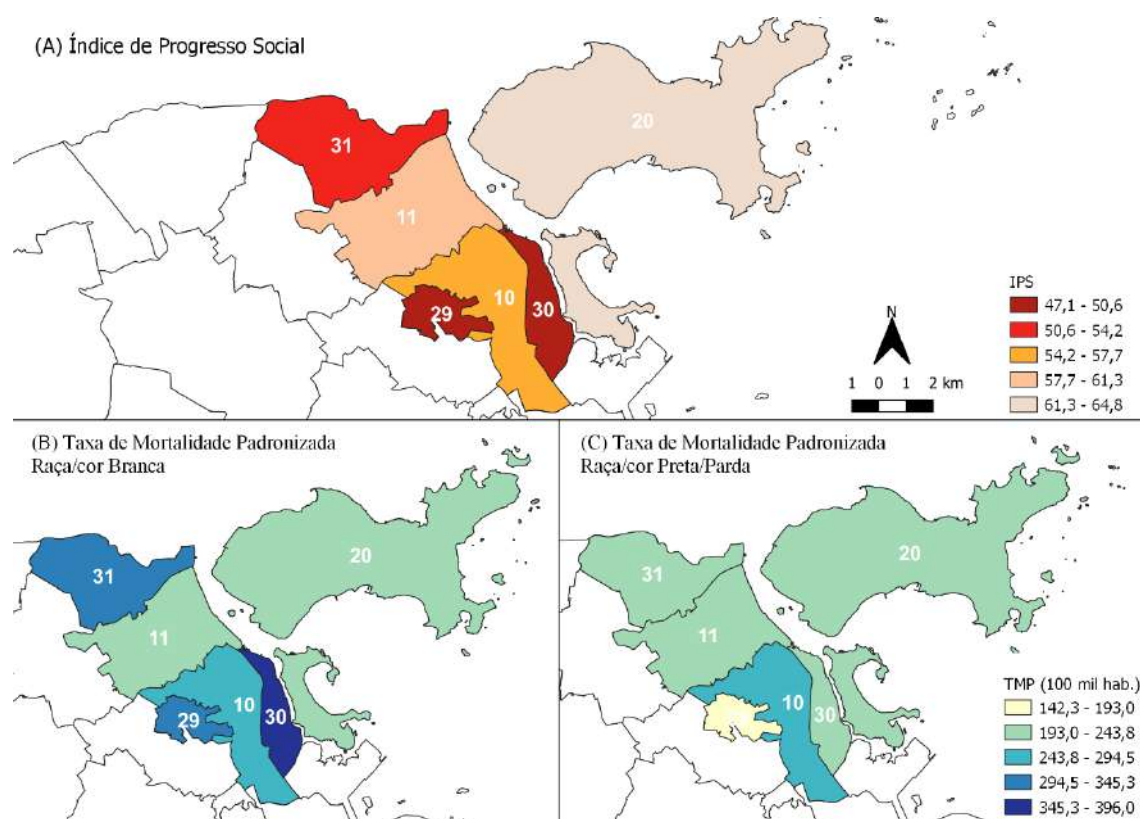 (A) Índice de Progresso Social
31
20
11
10
29
30
N
1 0 1 2 km
IPS
47,1 - 50,6
50,6 - 54,2
54,2 - 57,7
57,7 - 61,3
61,3 - 64,8
(B) Taxa de Mortalidade Padronizada
Raça/cor Branca
31
20
11
10
29
30
(C) Taxa de Mortalidade Padronizada
Raça/cor Preta/Parda
31
20
11
10
30
TMP (100 mil hab.)
142,3 - 193,0
193,0 - 243,8
243,8 - 294,5
294,5 - 345,3
345,3 - 396,0